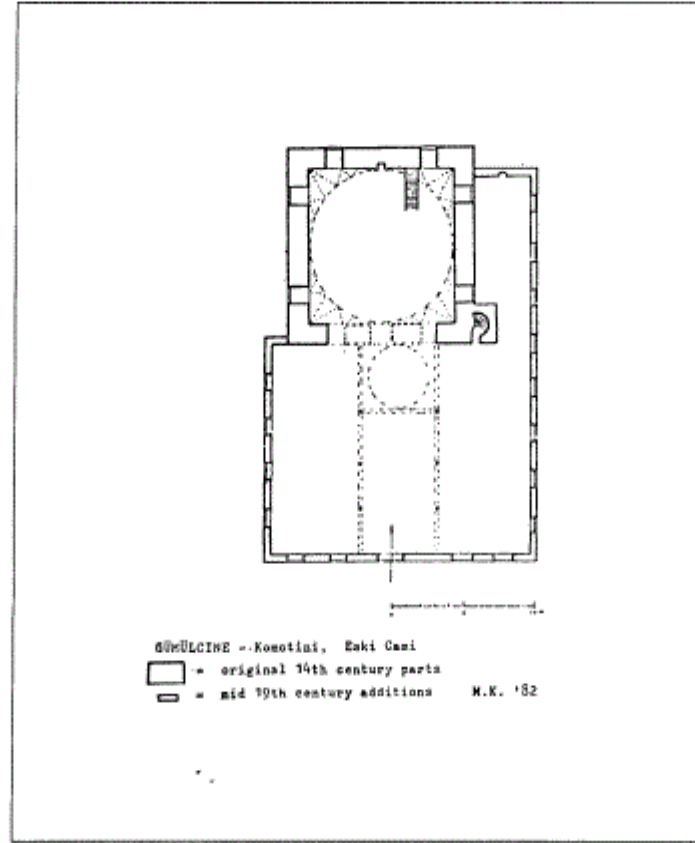 GÜMÜLCINE - Komotini, Eski Cami
= original 14th century parts
= mid 19th century additions M.K. '82